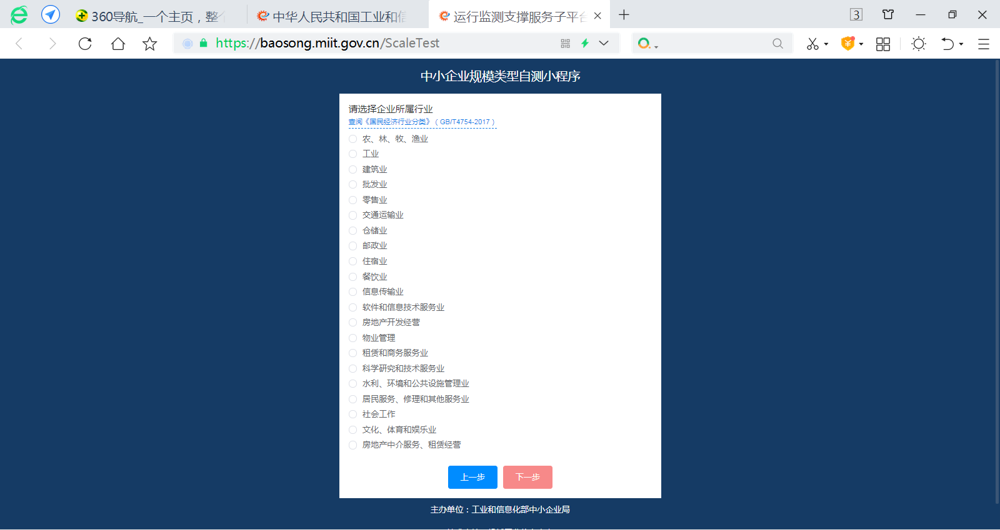 360导航_一个主页，整个
中华人民共和国工业和信
运行监测支撑服务子平台
3
https://baosong.miit.gov.cn/ScaleTest
中小企业规模类型自测小程序
请选择企业所属行业
查阅《国民经济行业分类》（GB/T4754-2017）
农、林、牧、渔业
工业
建筑业
批发业
零售业
交通运输业
仓储业
邮政业
住宿业
餐饮业
信息传输业
软件和信息技术服务业
房地产开发经营
物业管理
租赁和商务服务业
科学研究和技术服务业
水利、环境和公共设施管理业
居民服务、修理和其他服务业
社会工作
文化、体育和娱乐业
房地产中介服务、租赁经营
上一步
下一步
主办单位：工业和信息化部中小企业局